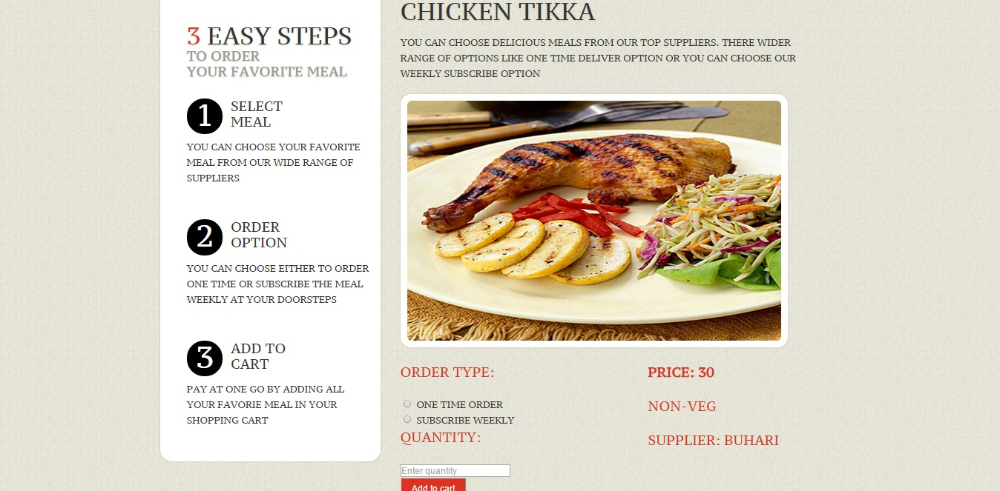 3 EASY STEPS
TO ORDER
YOUR FAVORITE MEAL
1 SELECT
MEAL
YOU CAN CHOOSE YOUR FAVORITE
MEAL FROM OUR WIDE RANGE OF
SUPPLIERS
2 ORDER
OPTION
YOU CAN CHOOSE EITHER TO ORDER
ONE TIME OR SUBSCRIBE THE MEAL
WEEKLY AT YOUR DOORSTEPS
3 ADD TO
CART
PAY AT ONE GO BY ADDING ALL
YOUR FAVORIE MEAL IN YOUR
SHOPPING CART
CHICKEN TIKKA
YOU CAN CHOOSE DELICIOUS MEALS FROM OUR TOP SUPPLIERS. THERE WIDER
RANGE OF OPTIONS LIKE ONE TIME DELIVER OPTION OR YOU CAN CHOOSE OUR
WEEKLY SUBSCRIBE OPTION
ORDER TYPE:
ONE TIME ORDER
SUBSCRIBE WEEKLY
QUANTITY:
Enter quantity
Add to cart
PRICE: 30
NON-VEG
SUPPLIER: BUHARI